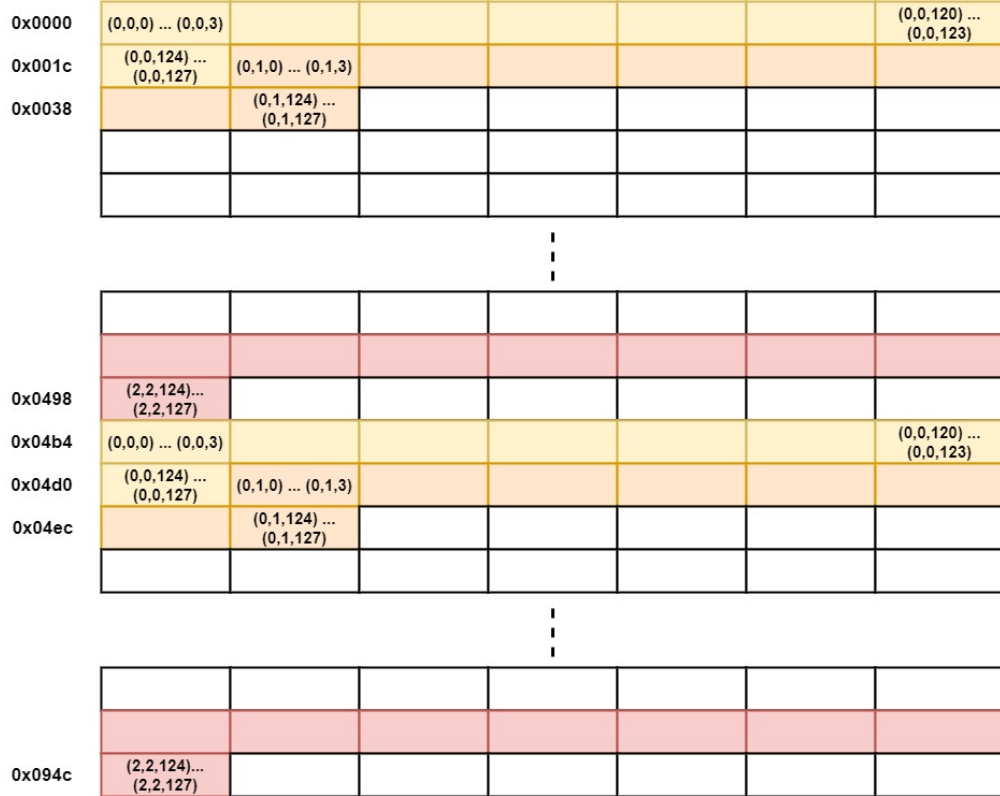 0x0000
(0,0,0) ... (0,0,3)
(0,0,120) ...
(0,0,123)
0x001c
(0,0,124) ...
(0,0,127)
(0,1,0) ... (0,1,3)
0x0038
(0,1,124) ...
(0,1,127)
0x0498
(2,2,124)...
(2,2,127)
0x04b4
(0,0,0) ... (0,0,3)
(0,0,120) ...
(0,0,123)
0x04d0
(0,0,124) ...
(0,0,127)
(0,1,0) ... (0,1,3)
0x04ec
(0,1,124) ...
(0,1,127)
0x094c
(2,2,124)...
(2,2,127)